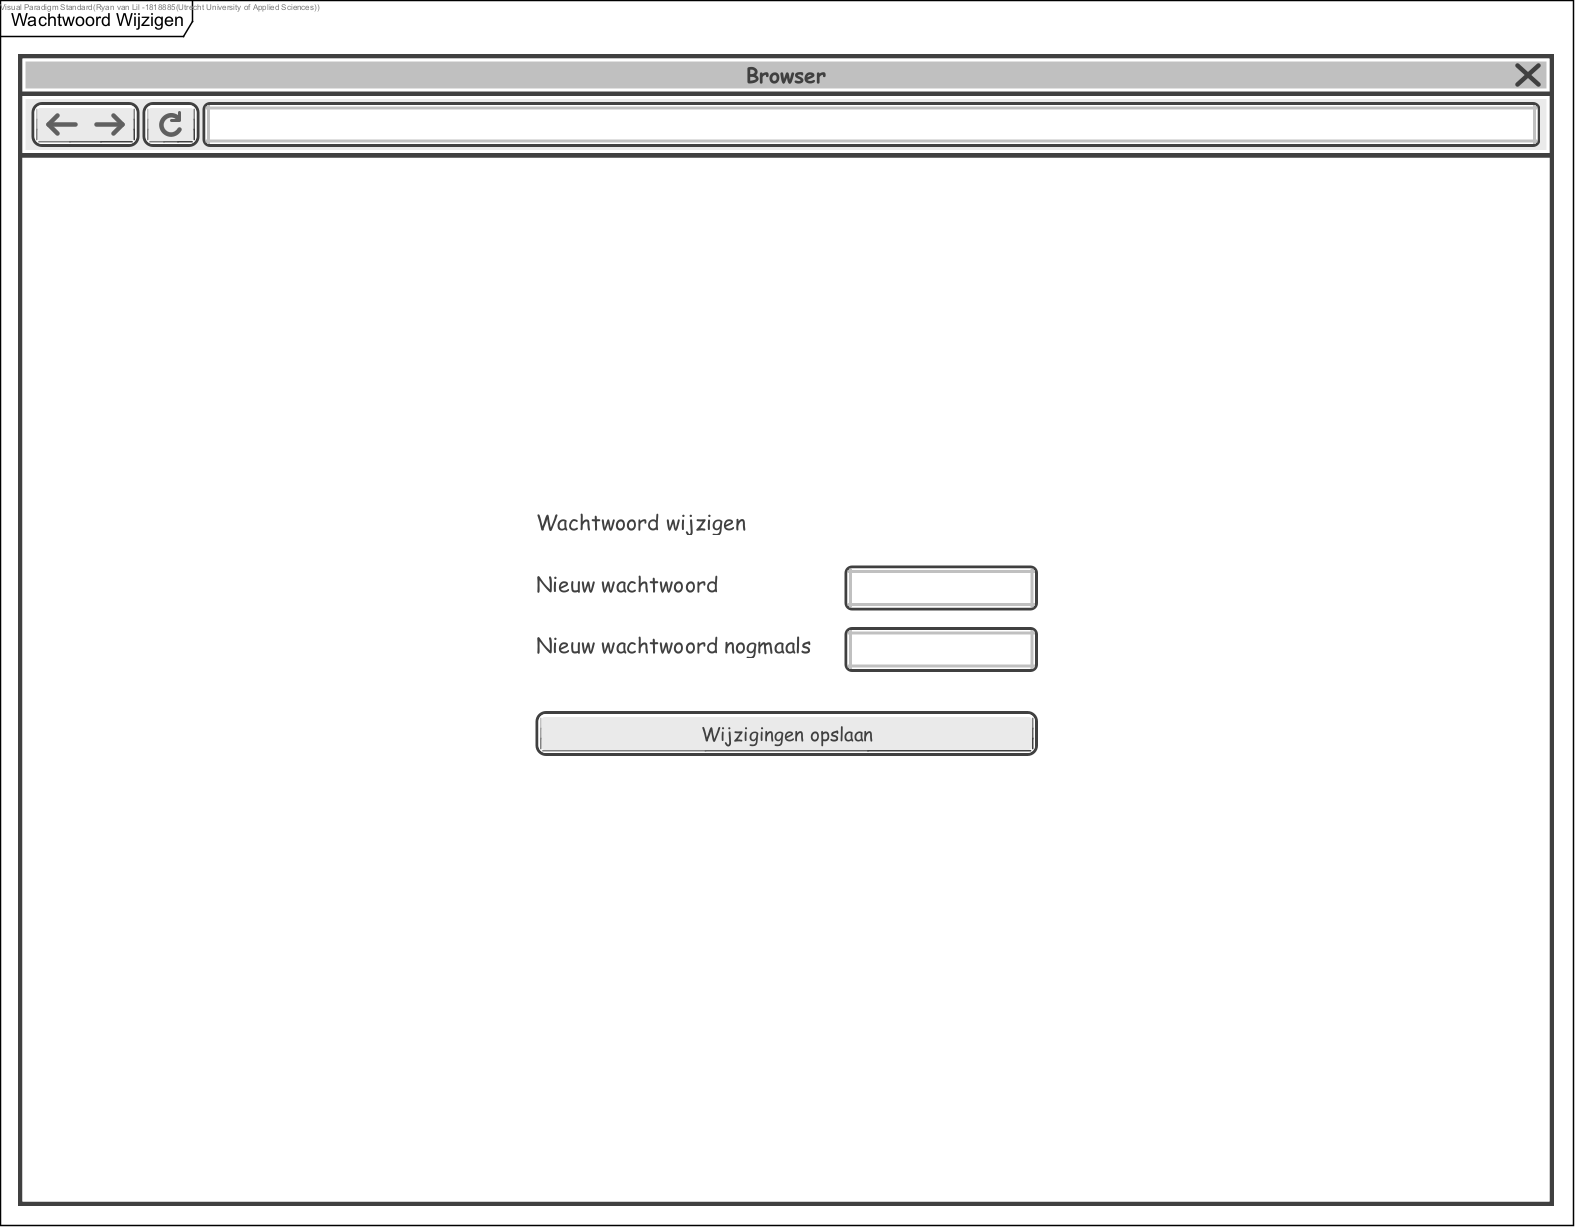 Visual Paradigm Standard(Ryan van Lil -1818885(Utrecht University of Applied Sciences))
Wachtwoord Wijzigen
Browser
Wachtwoord wijzigen
Nieuw wachtwoord
Nieuw wachtwoord nogmaals
Wijzigingen opslaan